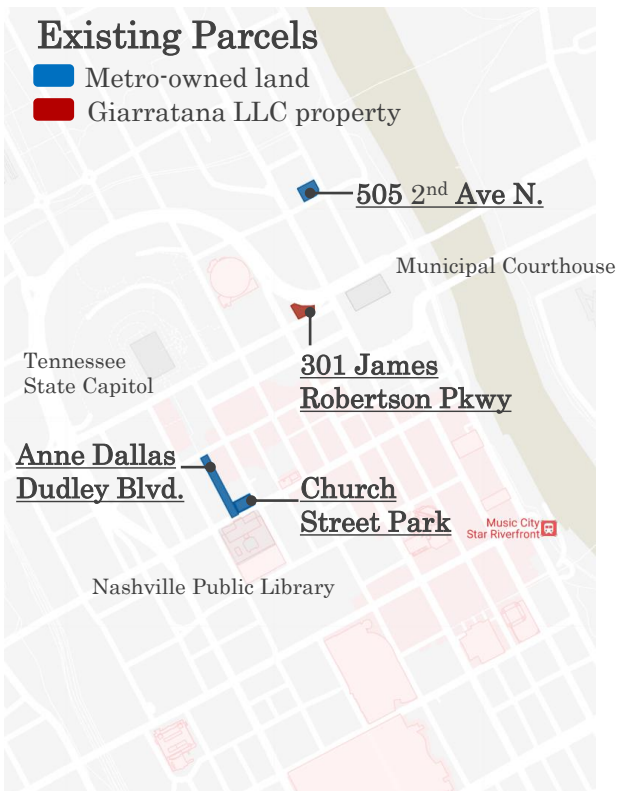 Existing Parcels
Metro-owned land
Giarratana LLC property
505 2nd Ave N.
Municipal Courthouse
301 James
Robertson Pkwy
Tennessee
State Capitol
Anne Dallas
Dudley Blvd.
Church
Street Park
Music City
Star Riverfront
Nashville Public Library